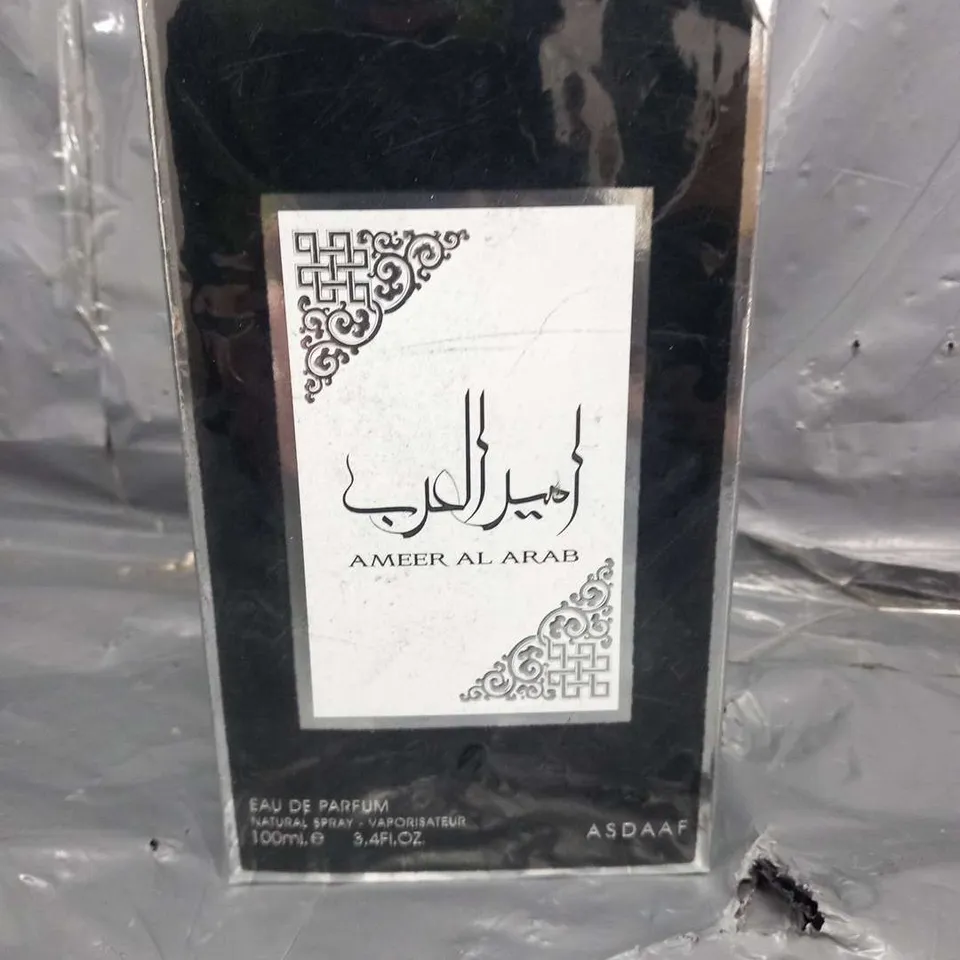 أمير العرب
AMEER AL ARAB
EAU DE PARFUM
NATURAL SPRAY - VAPORISATEUR
100ml.e 3.4Fl.OZ.
ASDAAF